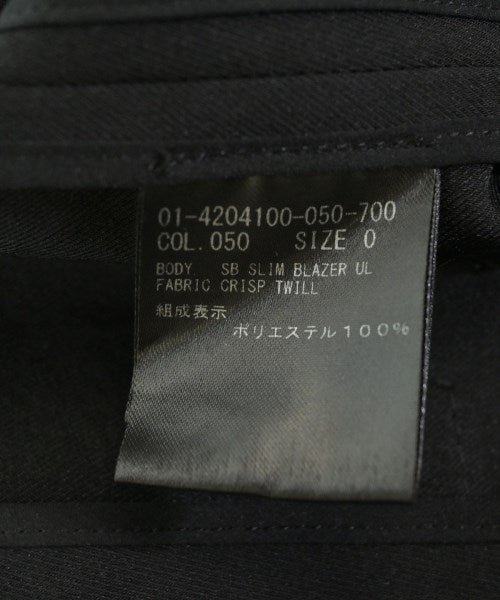 01-4204100-050-700
COL.050 SIZE 0
BODY SB SLIM BLAZER UL
FABRIC CRISP TWILL
組成表示
ポリエステル100%